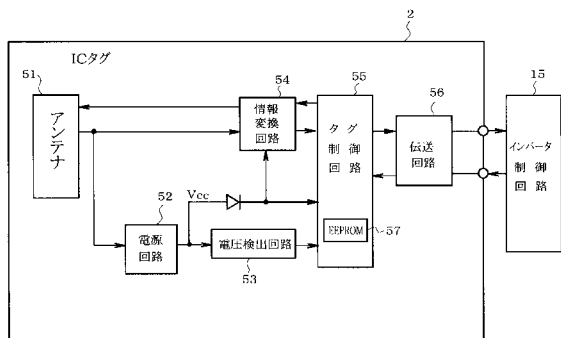 2
ICタグ
51
アンテナ
54
情報
変換
回路
55
タグ
制御
回路
56
伝送
回路
15
インバータ
制御
回路
Vcc
52
電源
回路
電圧検出回路
53
EEPROM
57